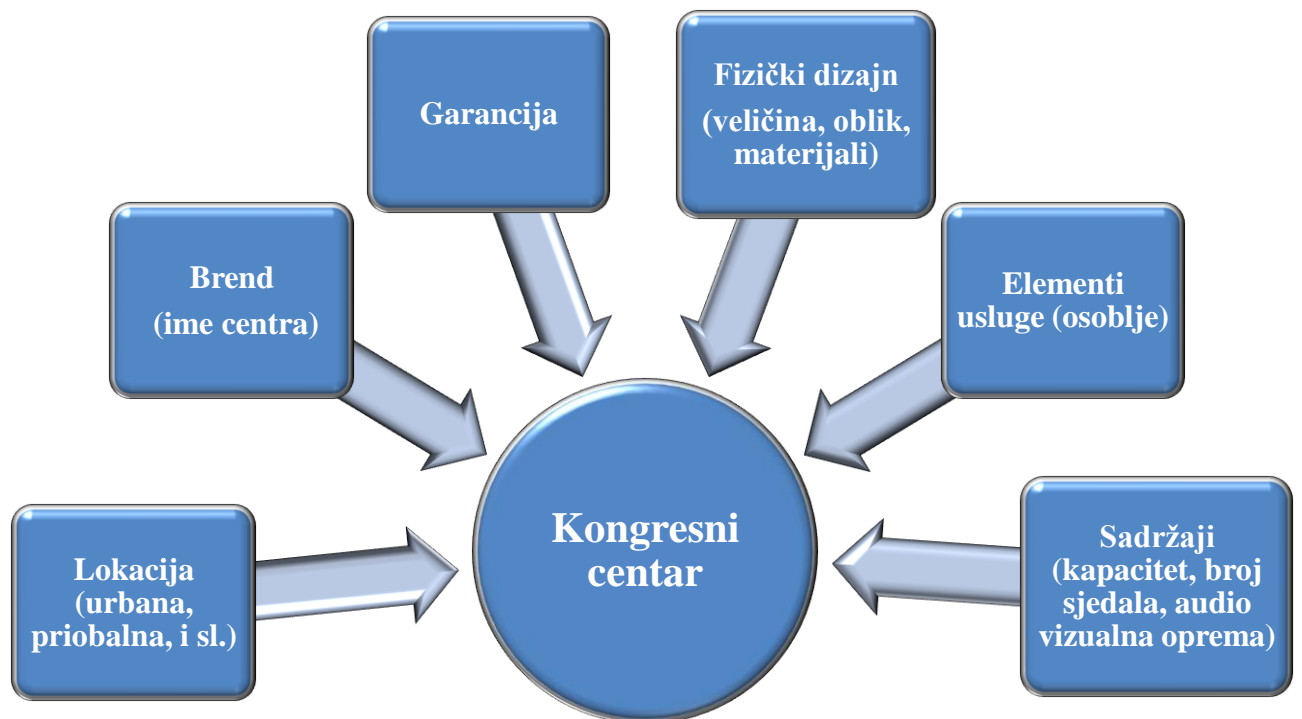 Garancija
Fizički dizajn
(veličina, oblik,
materijali)
Brend
(ime centra)
Elementi
usluge (osoblje)
Lokacija
(urbana,
priobalna, i sl.)
Kongresni
centar
Sadržaji
(kapacitet, broj
sjedala, audio
vizualna oprema)